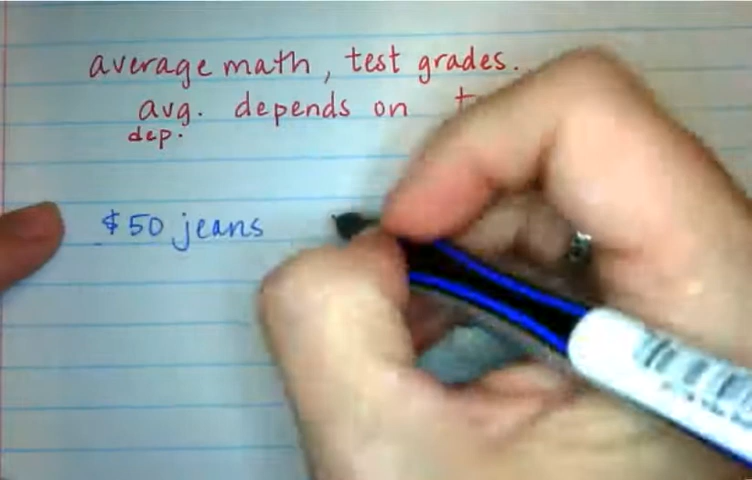 average math, test grades.
avg. depends on
dep.
$50 jeans